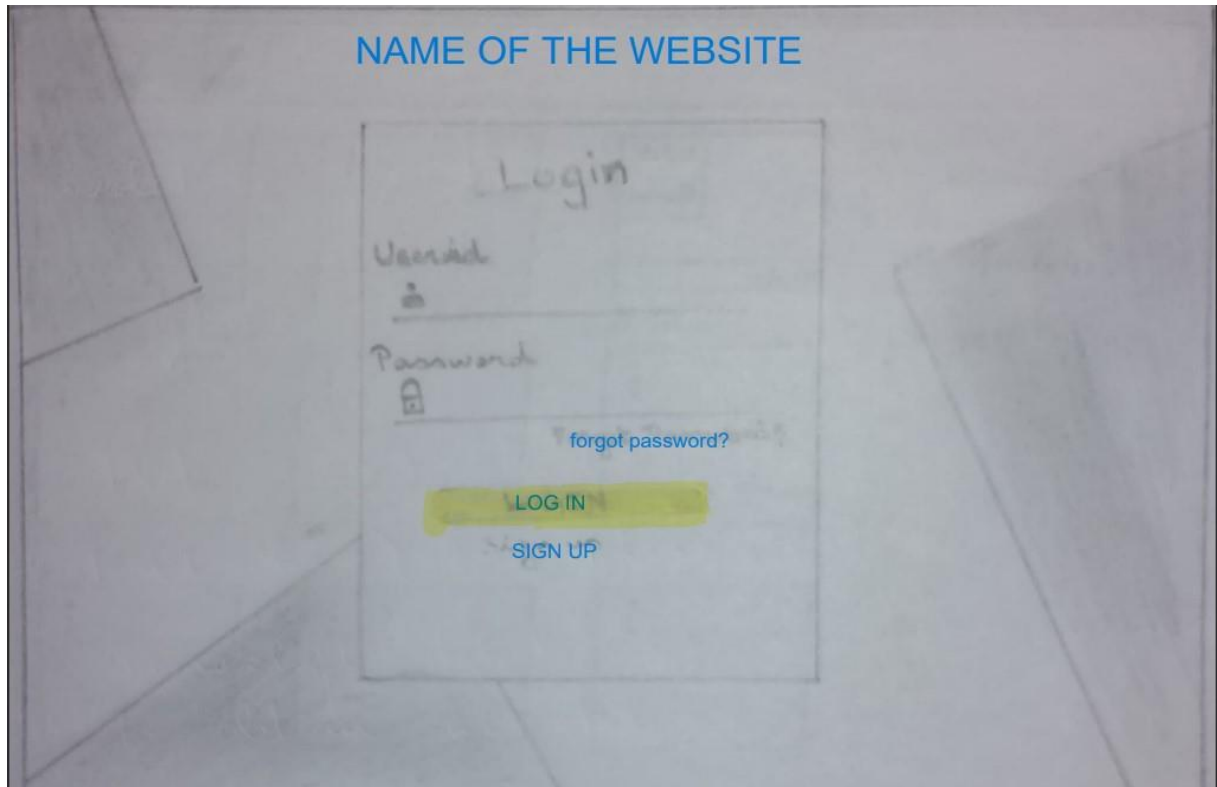 NAME OF THE WEBSITE
Login
Userid
Password
forgot password?
LOG IN
SIGN UP